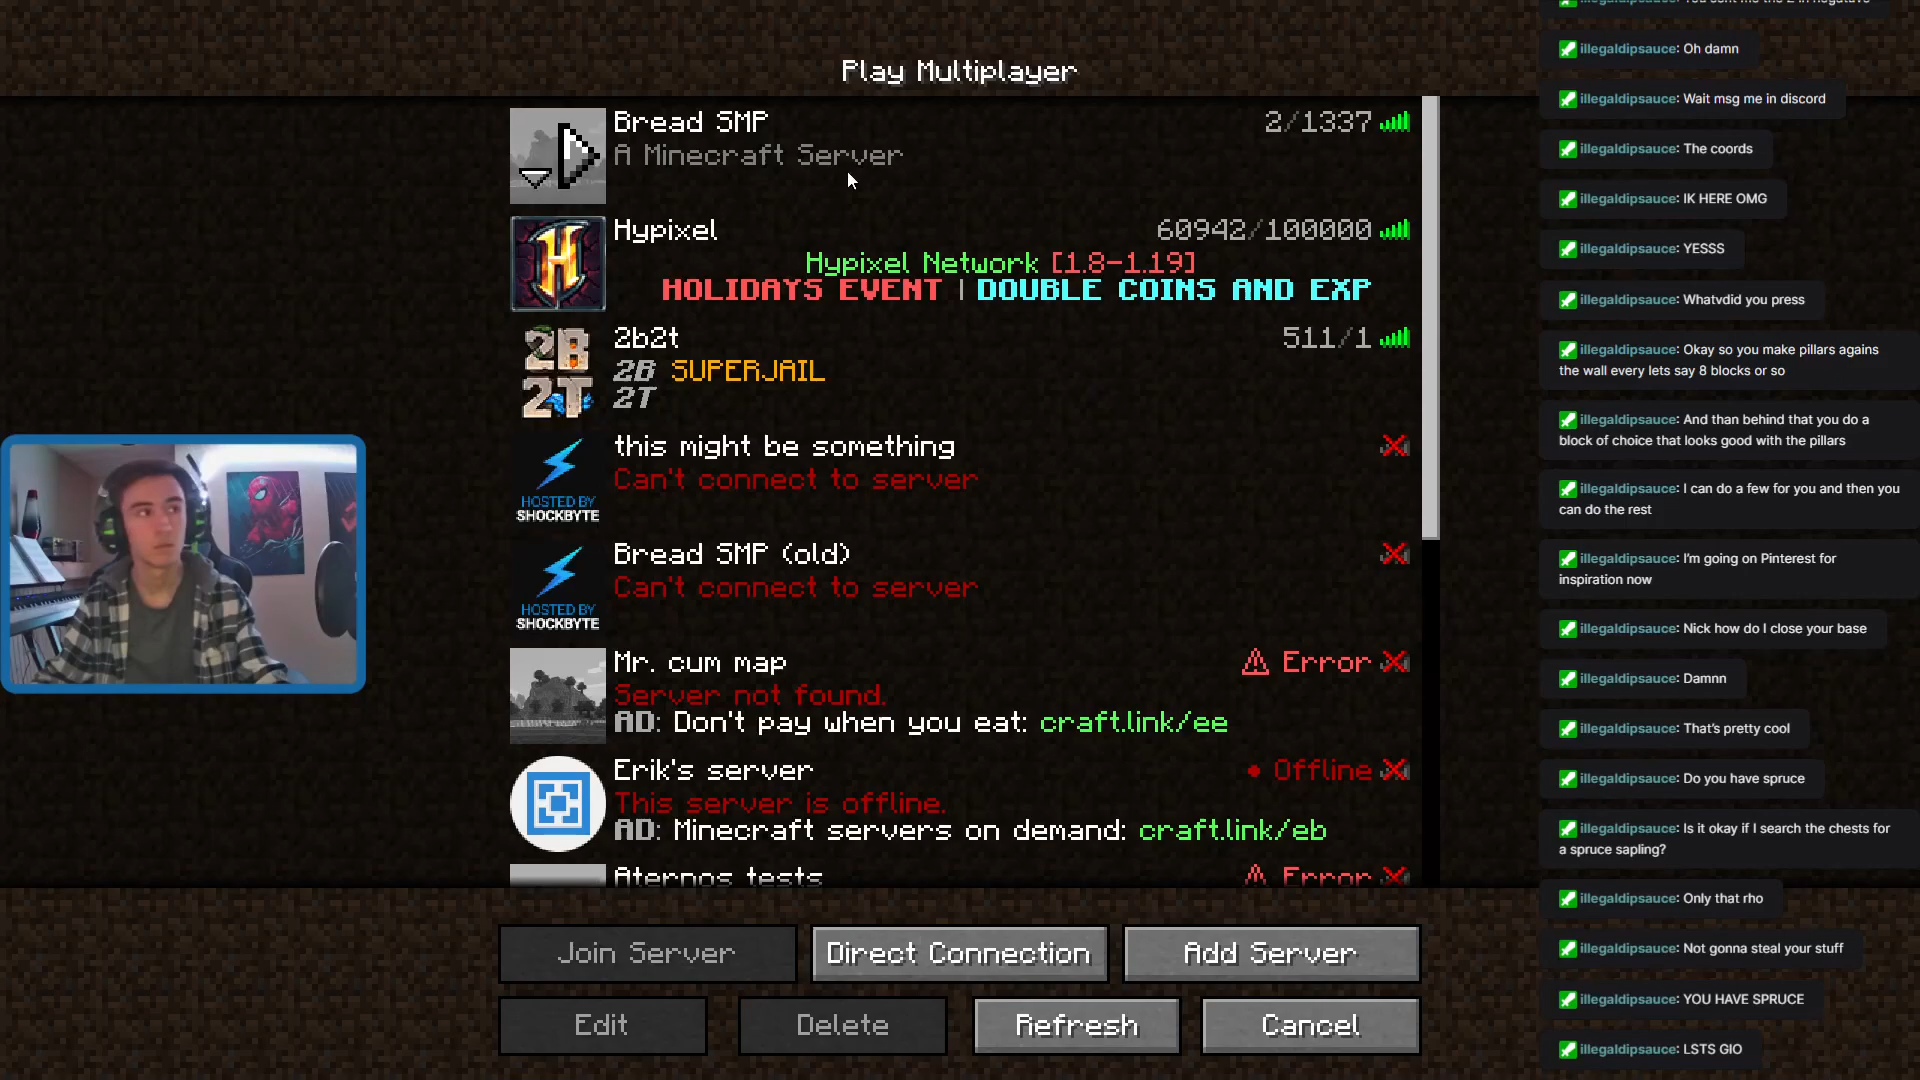 illegaldipsauce: You sent me the z in negative
Play Multiplayer
illegaldipsauce: Oh damn
illegaldipsauce: Wait msg me in discord
illegaldipsauce: The coords
illegaldipsauce: IK HERE OMG
illegaldipsauce: YESSS
illegaldipsauce: Whatvdid you press
illegaldipsauce: Okay so you make pillars agains
the wall every lets say 8 blocks or so
illegaldipsauce: And than behind that you do a
block of choice that looks good with the pillars
illegaldipsauce: I can do a few for you and then you
can do the rest
illegaldipsauce: I'm going on Pinterest for
inspiration now
illegaldipsauce: Nick how do I close your base
illegaldipsauce: Damnn
illegaldipsauce: That's pretty cool
illegaldipsauce: Do you have spruce
illegaldipsauce: Is it okay if I search the chests for
a spruce sapling?
illegaldipsauce: Only that rho
illegaldipsauce: Not gonna steal your stuff
illegaldipsauce: YOU HAVE SPRUCE
illegaldipsauce: LSTS GIO
Bread SMP 2/1337
A Minecraft Server
H
Hypixel 60942/100000
Hypixel Network [1.8-1.19]
HOLIDAYS EVENT | DOUBLE COINS AND EXP
2B
2T
2b2t 511/1
2B SUPERJAIL
2T
HOSTED BY
SHOCKBYTE
this might be something
Can't connect to server
HOSTED BY
SHOCKBYTE
Bread SMP (old)
Can't connect to server
Mr. cum map Error
Server not found.
AD: Don't pay when you eat: craft.link/ee
Erik's server • Offline
This server is offline.
AD: Minecraft servers on demand: craft.link/eb
Aternos tests Error
Join Server
Direct Connection
Add Server
Edit
Delete
Refresh
Cancel